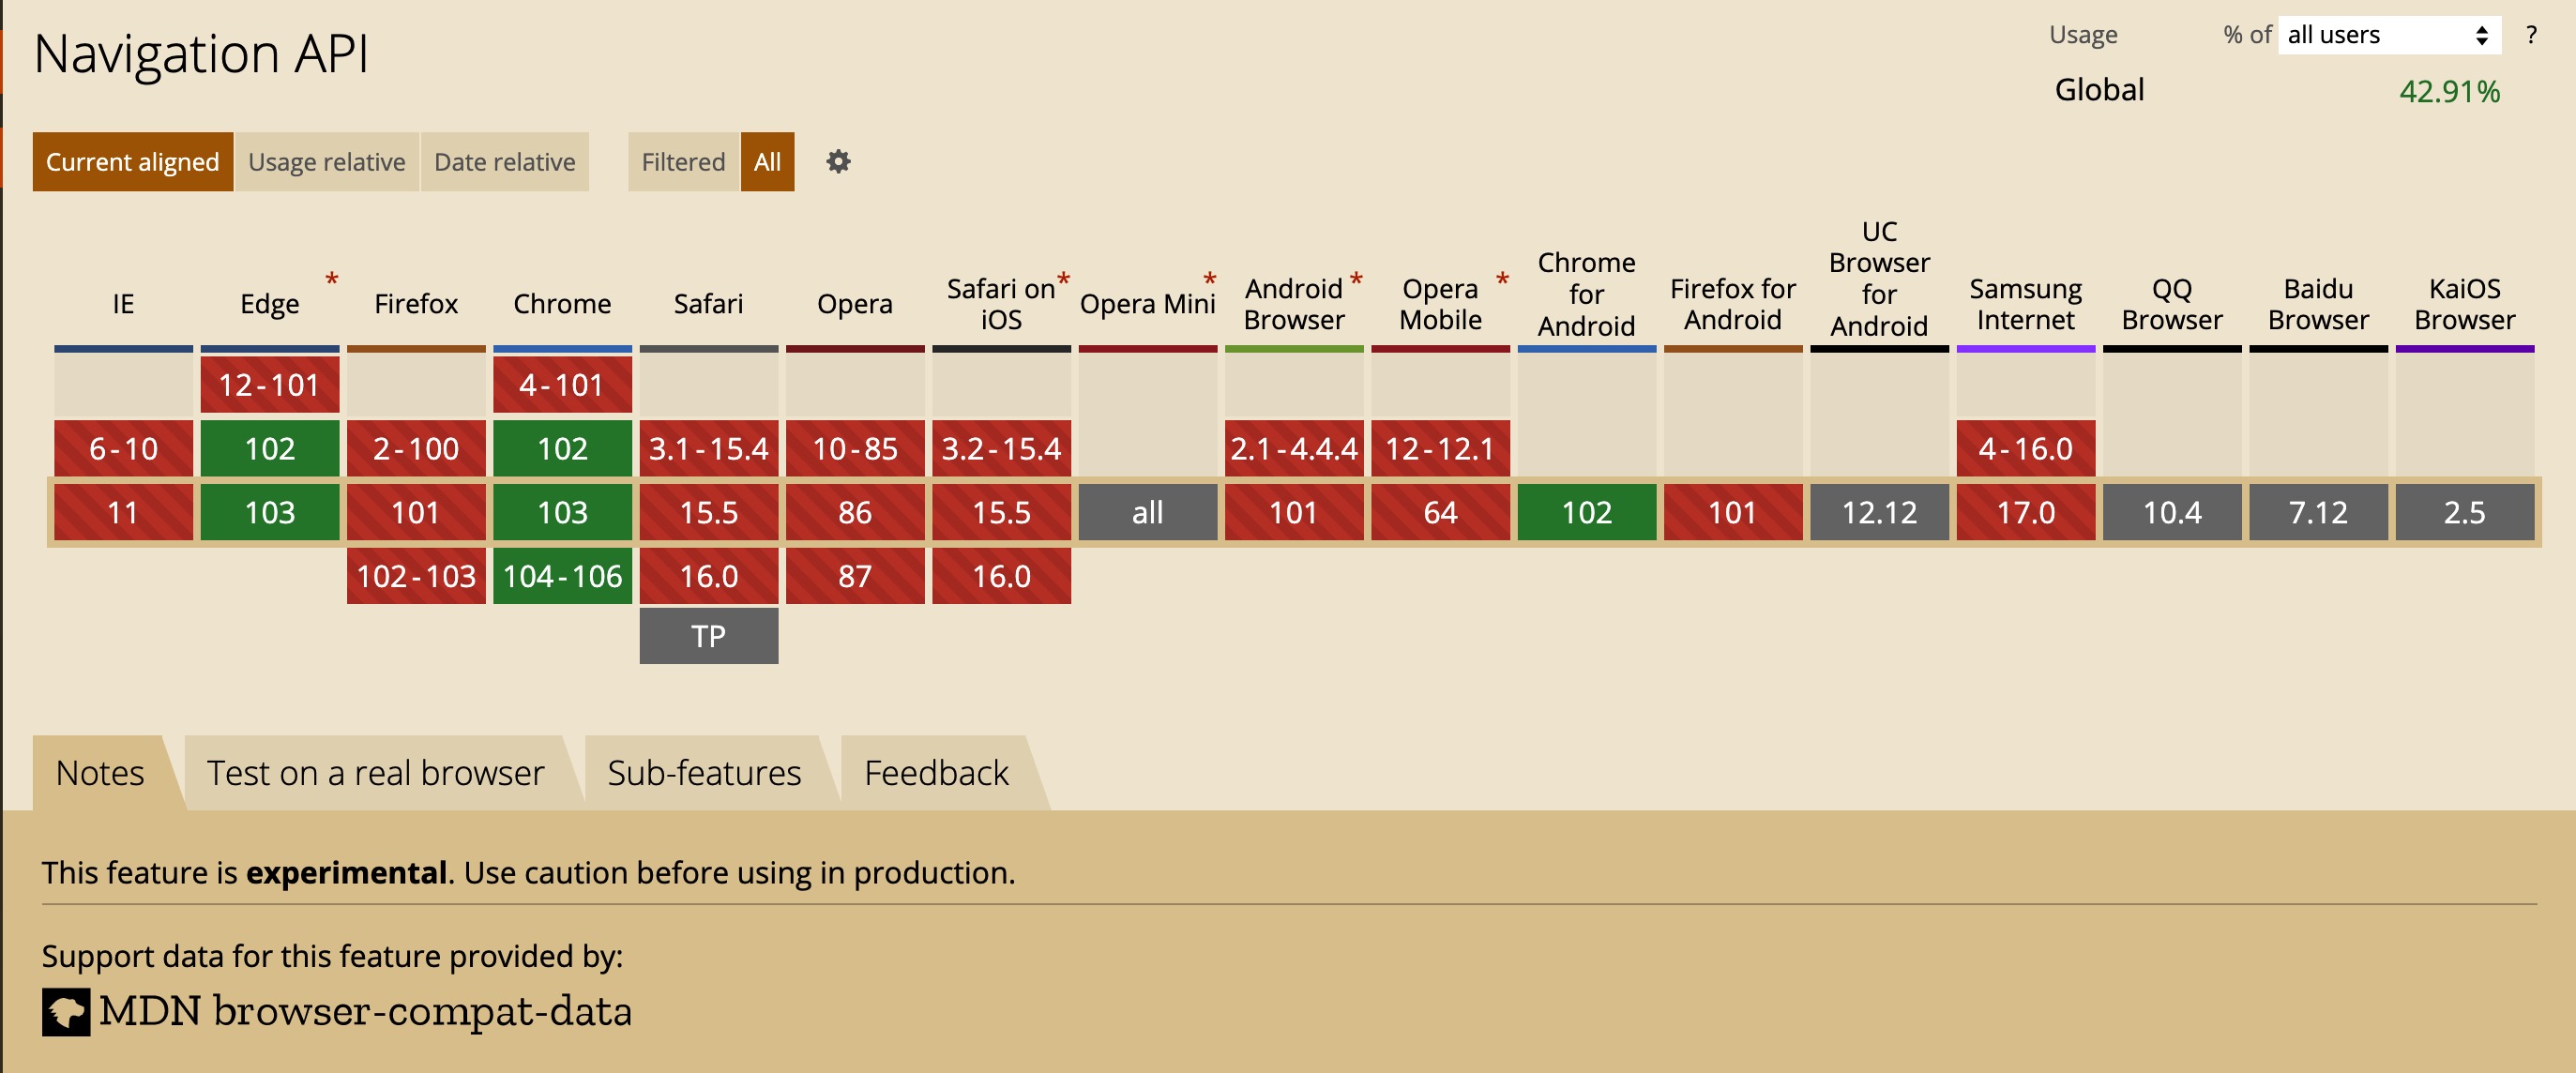 Navigation API
Usage % of all users ?
Global 42.91%
Current aligned Usage relative Date relative Filtered All
IE Edge * Firefox Chrome Safari Opera Safari on iOS * Opera Mini * Android Browser * Opera Mobile * Chrome for Android Firefox for Android UC Browser for Android Samsung Internet QQ Browser Baidu Browser KaiOS Browser
12-101 4-101
6-10 102 2-100 102 3.1-15.4 10-85 3.2-15.4 2.1-4.4.4 12-12.1 4-16.0
11 103 101 103 15.5 86 15.5 all 101 64 102 101 12.12 17.0 10.4 7.12 2.5
102-103 104-106 16.0 87 16.0
TP
Notes Test on a real browser Sub-features Feedback
This feature is experimental. Use caution before using in production.
Support data for this feature provided by:
MDN browser-compat-data